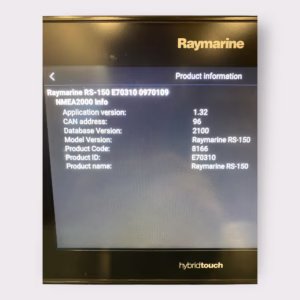 Raymarine
Product Information
Raymarine RS-150 E70310 0970109
NMEA2000 Info
Application version: 1.32
CAN address: 96
Database Version: 2100
Model Version: Raymarine RS-150
Product Code: 8166
Product ID: E70310
Product name: Raymarine RS-150
hybridtouch